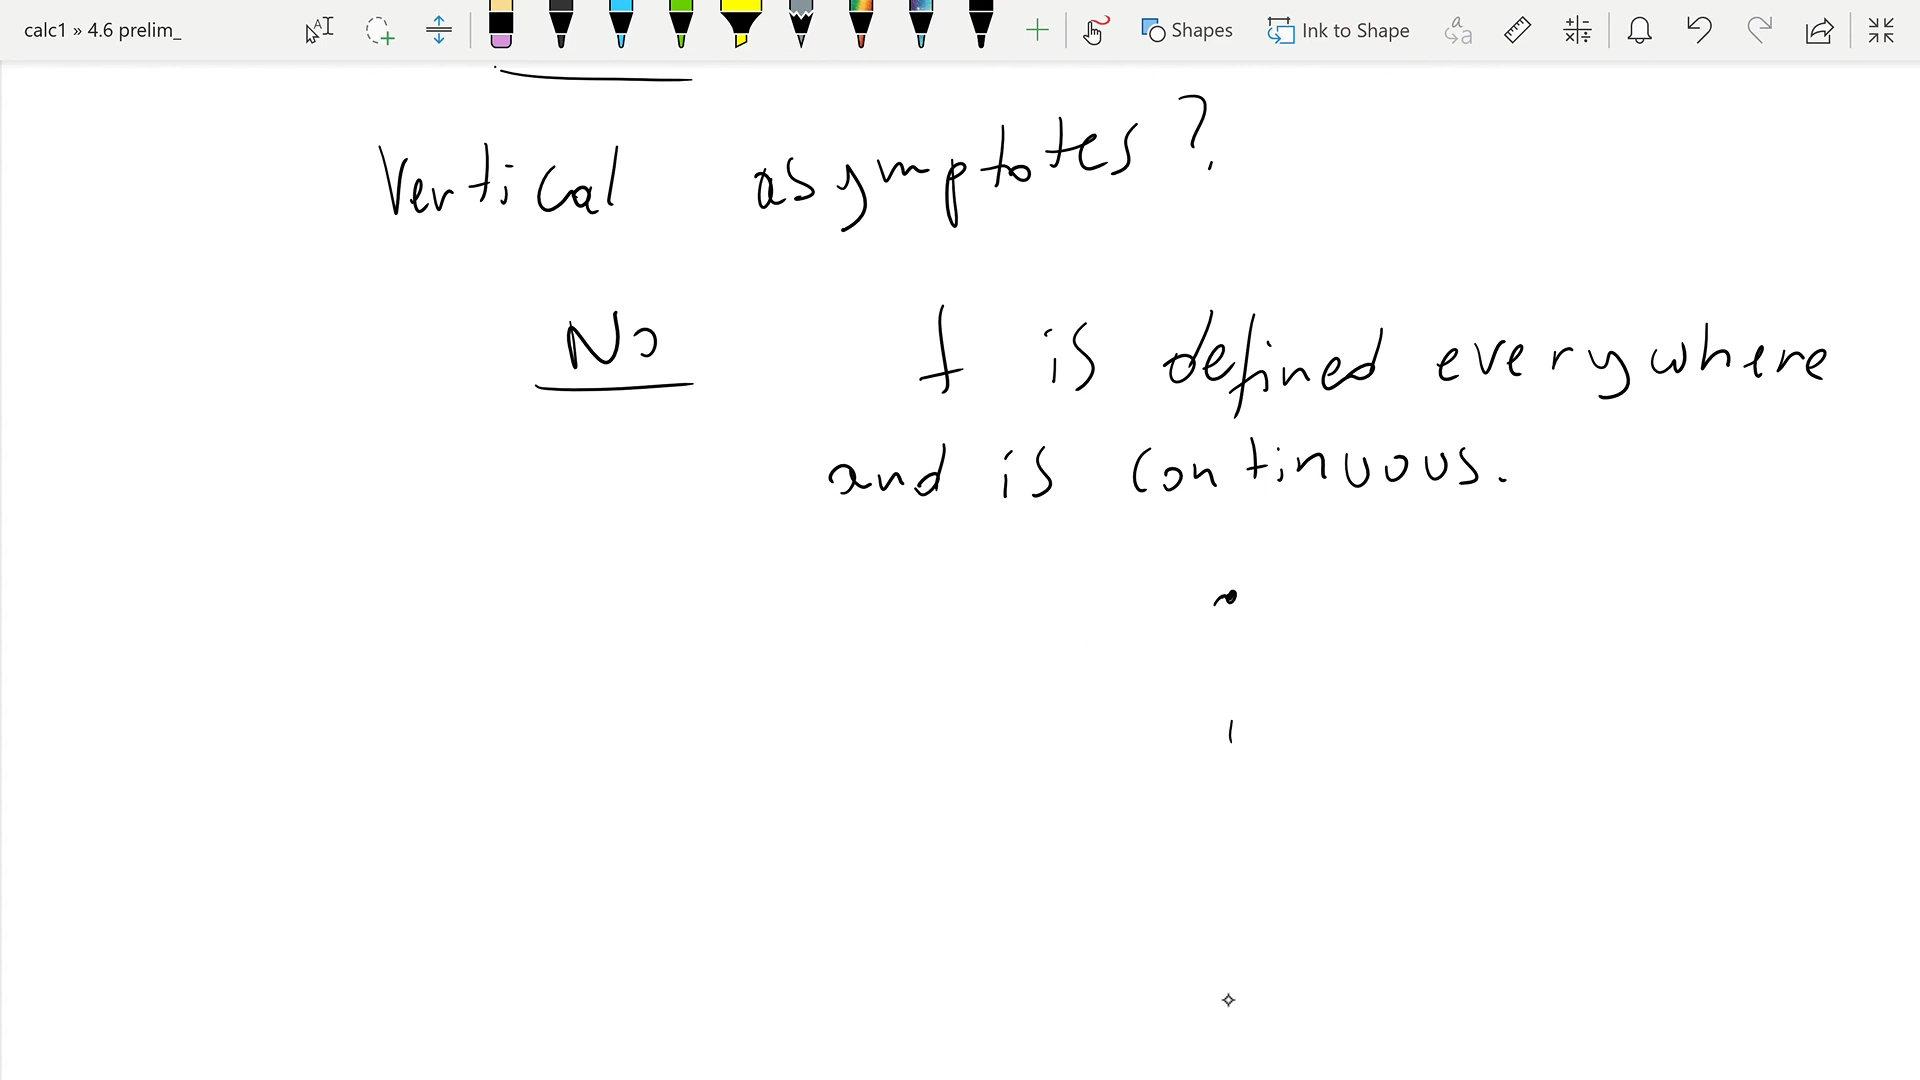 calc1 » 4.6 prelim_
Shapes
Ink to Shape
Vertical asymptotes?
No
f is defined everywhere
and is continuous.